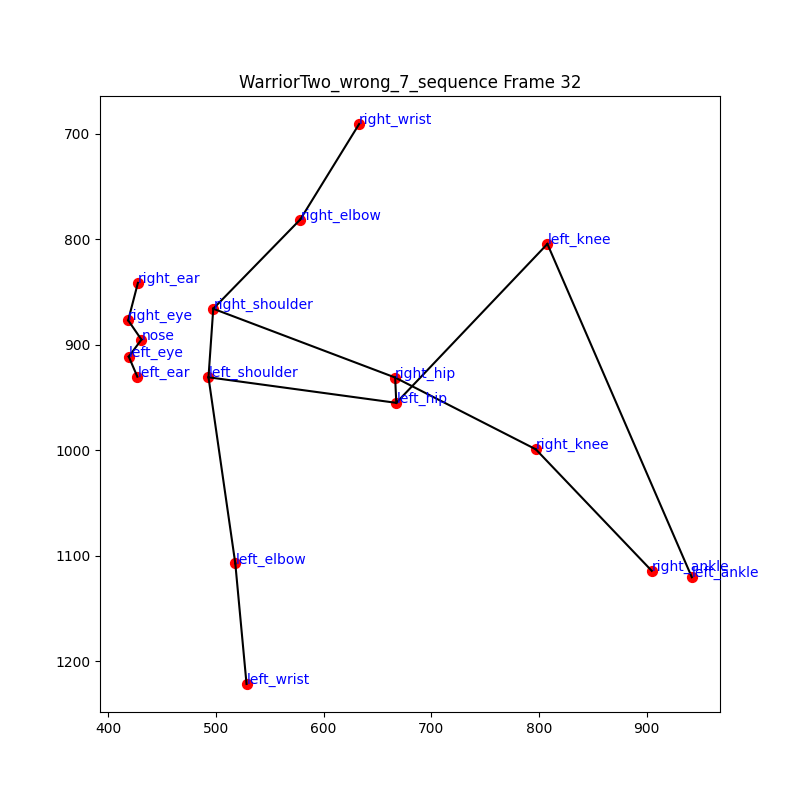 WarriorTwo_wrong_7_sequence Frame 32
700
right_wrist
right_elbow
800
left_knee
right_ear
right_shoulder
right_eye
nose
900
left_eye
left_ear
left_shoulder
right_hip
left_hip
right_knee
1000
1100
left_elbow
right_ankle
left_ankle
1200
left_wrist
400 500 600 700 800 900